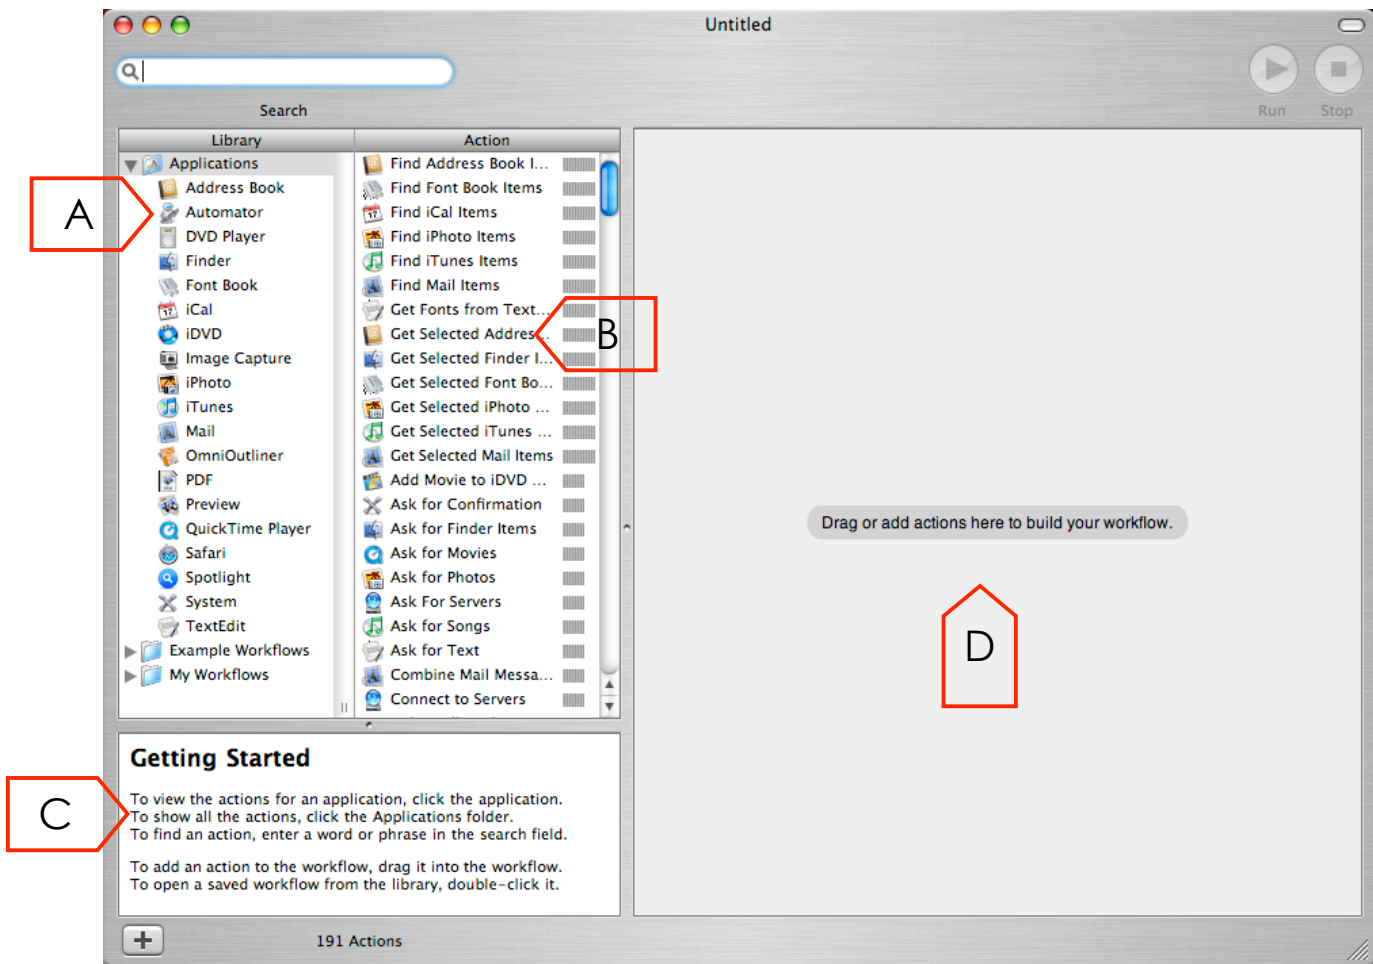 Untitled
Search
Run
Stop
Library
Action
Applications
Address Book
Automator
DVD Player
Finder
Font Book
iCal
iDVD
Image Capture
iPhoto
iTunes
Mail
OmniOutliner
PDF
Preview
QuickTime Player
Safari
Spotlight
System
TextEdit
Example Workflows
My Workflows
Find Address Book I...
Find Font Book Items
Find iCal Items
Find iPhoto Items
Find iTunes Items
Find Mail Items
Get Fonts from Text...
Get Selected Addres...
Get Selected Finder I...
Get Selected Font Bo...
Get Selected iPhoto ...
Get Selected iTunes ...
Get Selected Mail Items
Add Movie to iDVD ...
Ask for Confirmation
Ask for Finder Items
Ask for Movies
Ask for Photos
Ask For Servers
Ask for Songs
Ask for Text
Combine Mail Messa...
Connect to Servers
A
B
C
D
Drag or add actions here to build your workflow.
Getting Started
To view the actions for an application, click the application.
To show all the actions, click the Applications folder.
To find an action, enter a word or phrase in the search field.
To add an action to the workflow, drag it into the workflow.
To open a saved workflow from the library, double-click it.
191 Actions